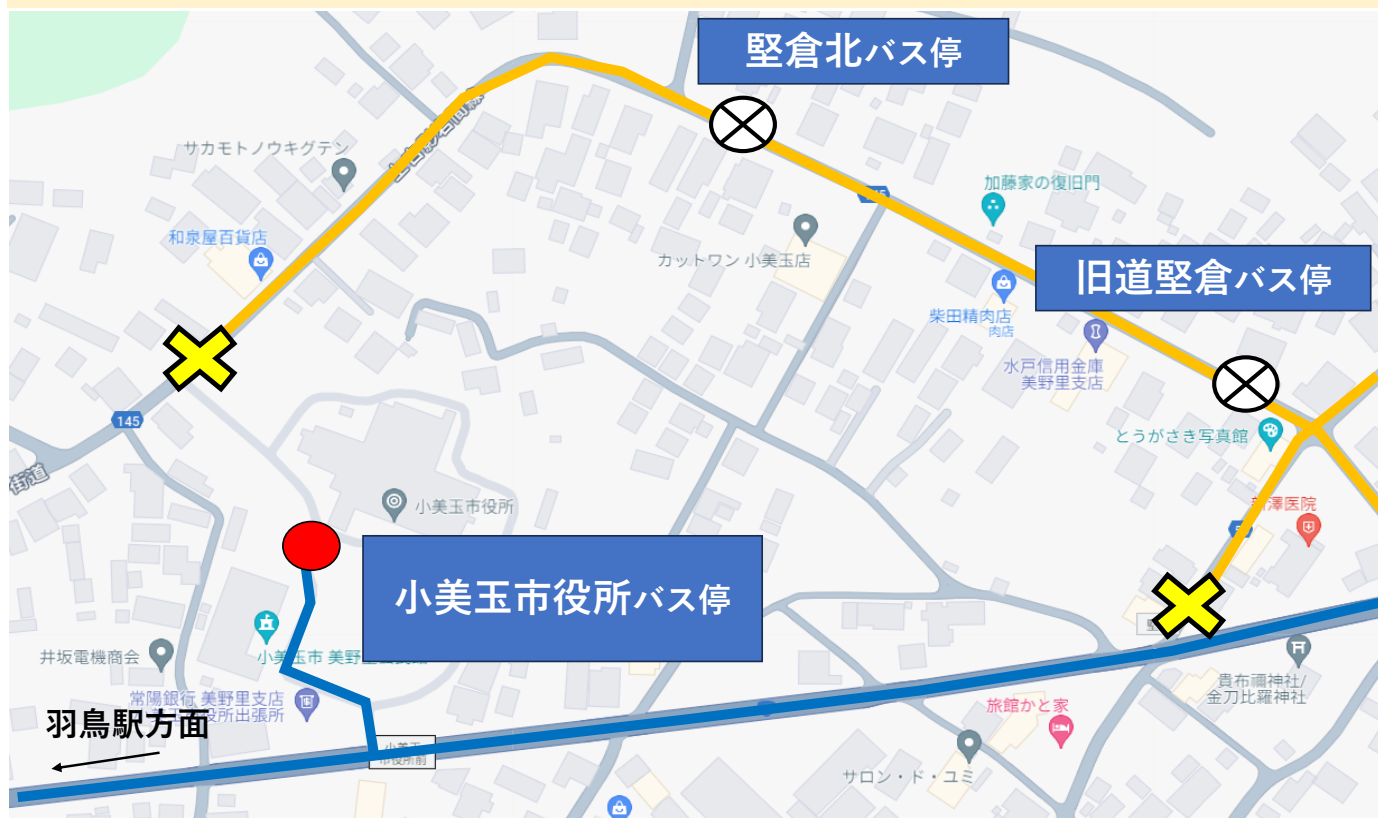 堅倉北バス停
サカモトノウキグテン
加藤家の復旧門
和泉屋百貨店
カットワン 小美玉店
旧道堅倉バス停
柴田精肉店
肉店
水戸信用金庫
美野里支店
145
とうがさき写真館
街道
小美玉市役所
小美玉市役所バス停
井坂電機商会
小美玉市 美野里
常陽銀行 美野里支店
役所出張所
羽鳥駅方面
市役所前
旅館かと家
貴布禰神社/
金刀比羅神社
サロン・ド・ユミ